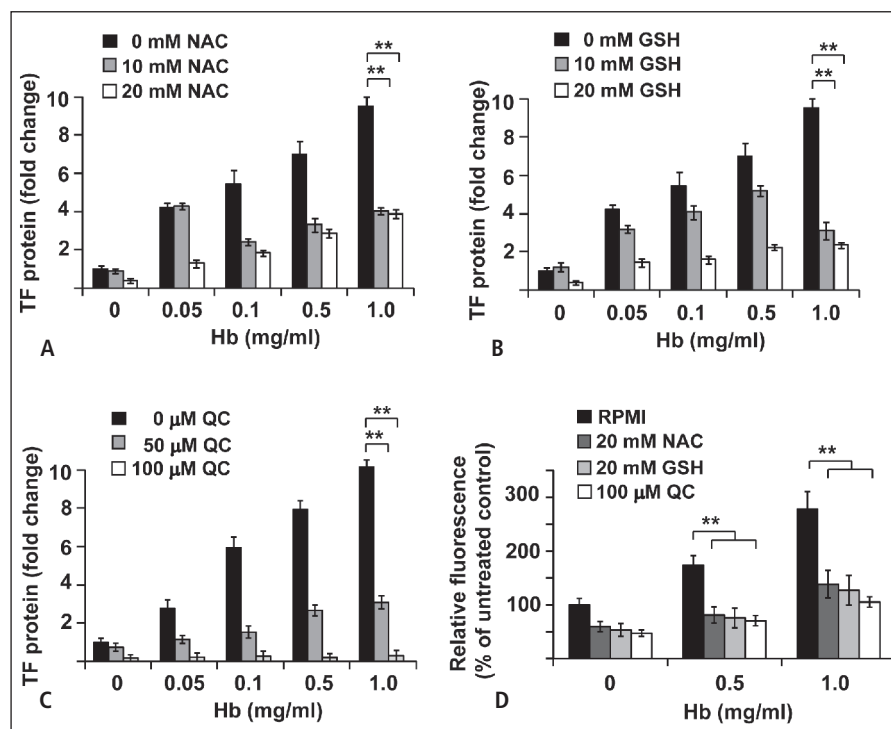 0 mM NAC
10 mM NAC
20 mM NAC
**
**
TF protein (fold change)
10
8
6
4
2
0 0.05 0.1 0.5 1.0
Hb (mg/ml)
A
0 mM GSH
10 mM GSH
20 mM GSH
**
**
TF protein (fold change)
10
8
6
4
2
0 0.05 0.1 0.5 1.0
Hb (mg/ml)
B
0 μM QC
50 μM QC
100 μM QC
**
**
TF protein (fold change)
10
8
6
4
2
0 0.05 0.1 0.5 1.0
Hb (mg/ml)
C
RPMI
20 mM NAC
20 mM GSH
100 μM QC
**
**
Relative fluorescence
(% of untreated control)
300
250
150
100
50
0 0.5 1.0
Hb (mg/ml)
D